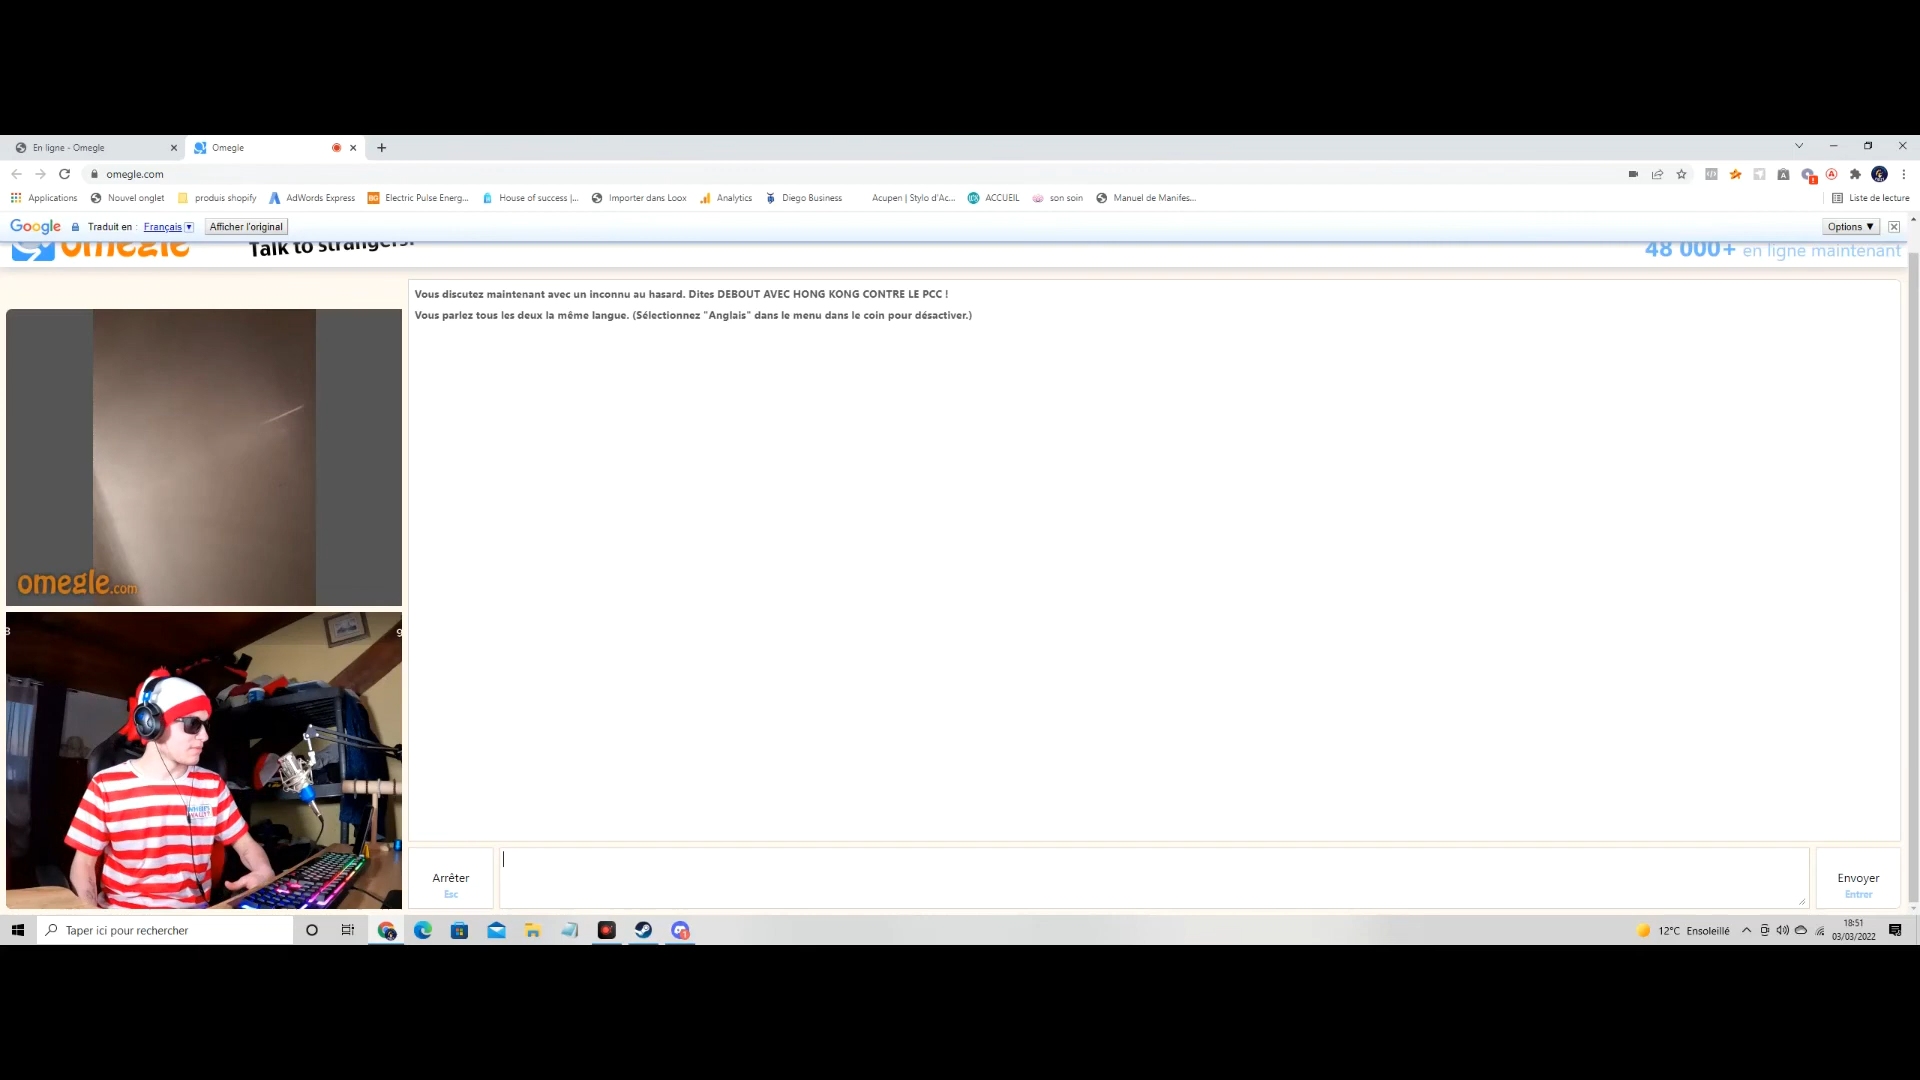 En ligne - Omegle
Omegle
omegle.com
Applications
Nouvel onglet
produis shopify
AdWords Express
Electric Pulse Energ...
House of success |...
Importer dans Loox
Analytics
Diego Business
Acupen | Stylo d'Ac...
ACCUEIL
son soin
Manuel de Manifes...
Liste de lecture
Google Traduit en : Français Afficher l'original Options
omegle Talk to strangers! 48 000+ en ligne maintenant
Vous discutez maintenant avec un inconnu au hasard. Dites DEBOUT AVEC HONG KONG CONTRE LE PCC !
Vous parlez tous les deux la même langue. (Sélectionnez "Anglais" dans le menu dans le coin pour désactiver.)
omegle.com
Arrêter
Esc
Envoyer
Entrer
Taper ici pour rechercher
12°C Ensoleillé
18:51
03/03/2022